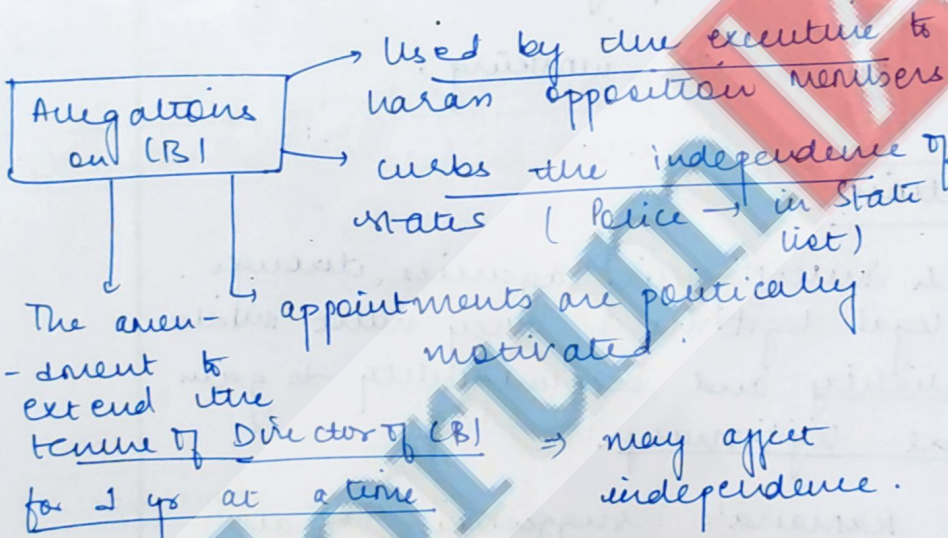 Used by the executive to
harass opposition members
Allegations
on CBI
curbs the independence of
states ( Police → in State
list )
appointments are politically
motivated.
The amen-
-dment to
extend the
tenure of Director of CBI
for 1 yr at a time
⇒ may affect
independence.
forumIA